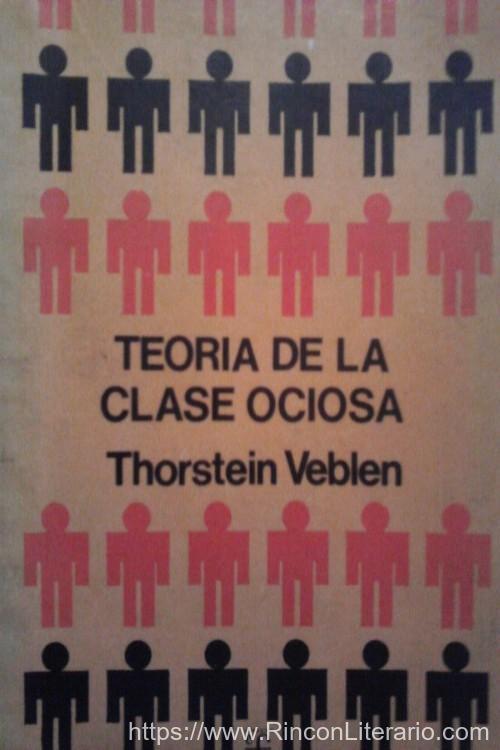 TEORIA DE LA
CLASE OCIOSA
Thorstein Veblen
https://www.RinconLiterario.com